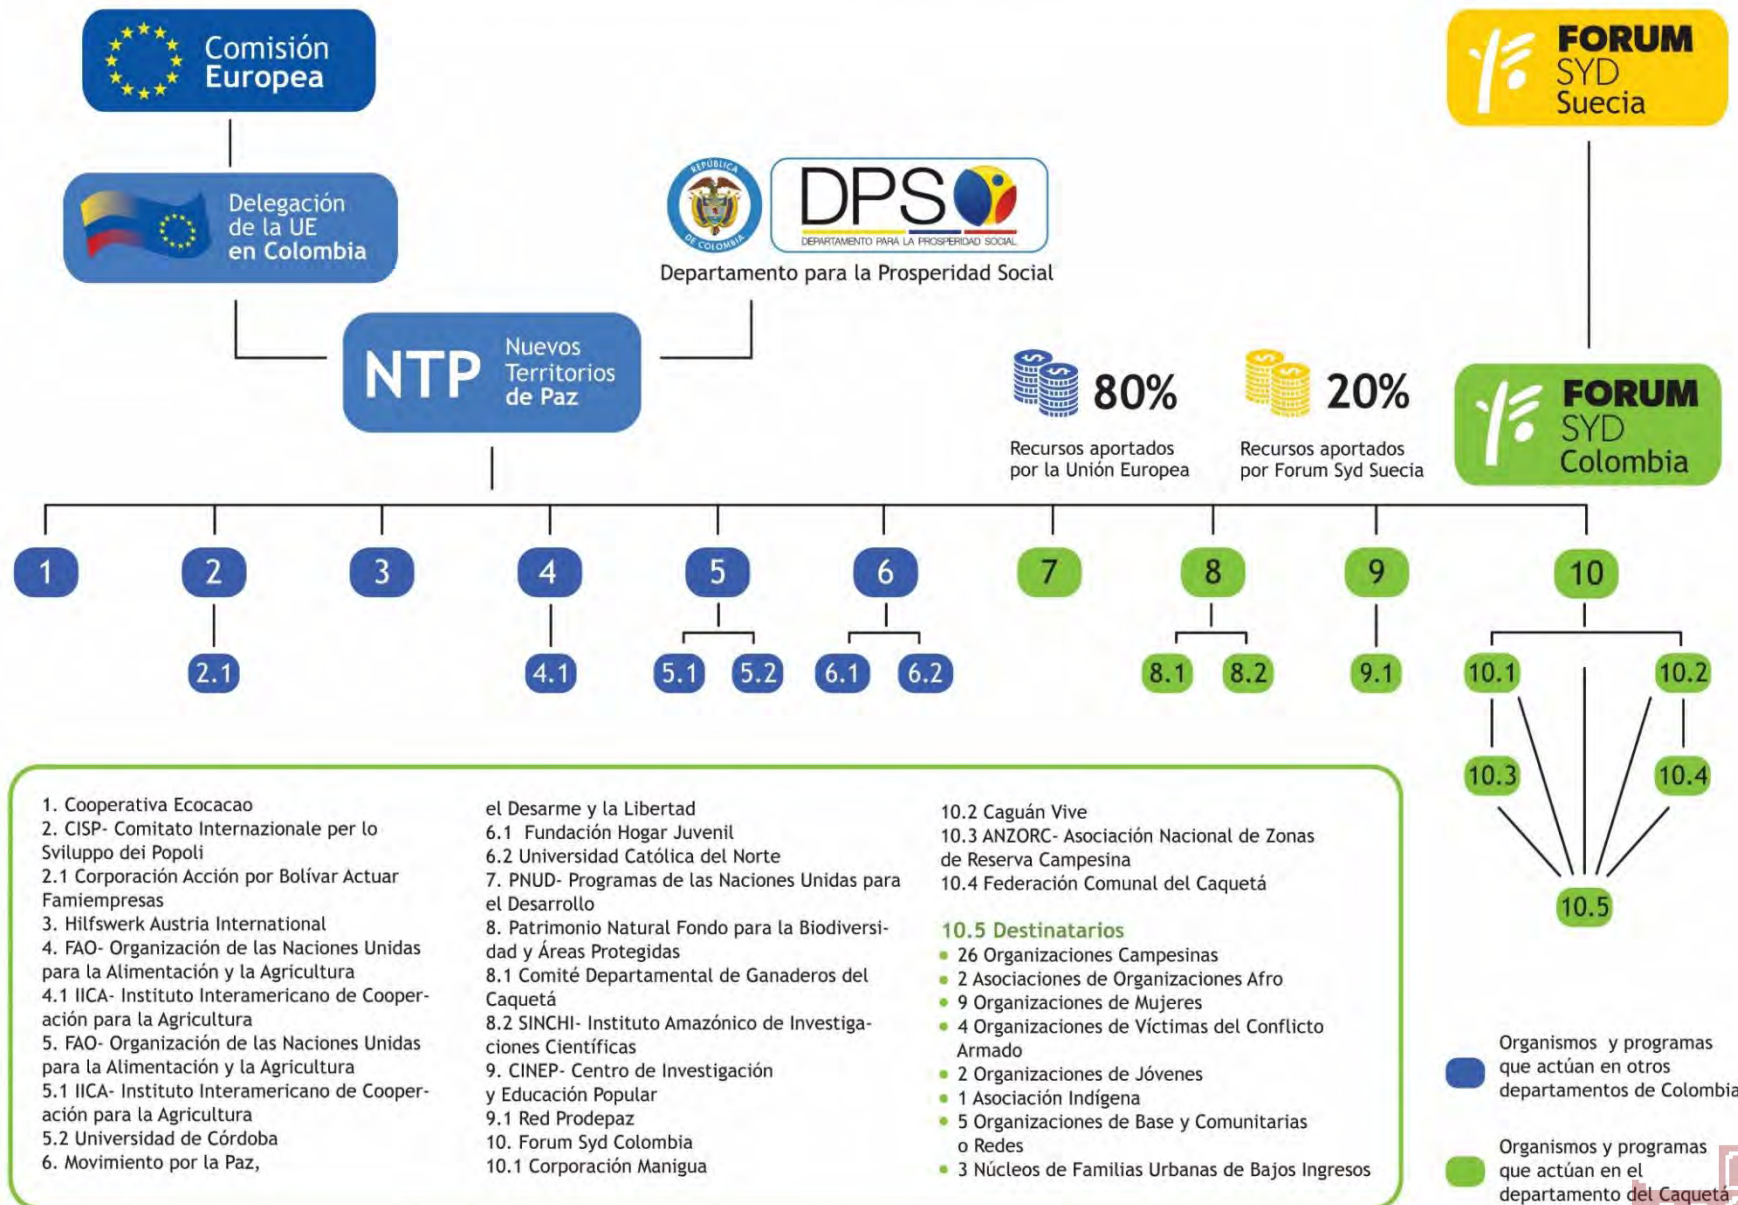 Comisión
Europea
FORUM
SYD
Suecia
Delegación
de la UE
en Colombia
REPÚBLICA
DE COLOMBIA
DPS
DEPARTAMENTO PARA LA PROSPERIDAD SOCIAL
Departamento para la Prosperidad Social
NTP
Nuevos
Territorios
de Paz
80%
Recursos aportados
por la Unión Europea
20%
Recursos aportados
por Forum Syd Suecia
FORUM
SYD
Colombia
1 2 3 4 5 6 7 8 9 10
2.1 4.1 5.1 5.2 6.1 6.2 8.1 8.2 9.1 10.1 10.2
10.3 10.4
10.5
1. Cooperativa Ecocacao
2. CISP- Comitato Internazionale per lo
Sviluppo dei Popoli
2.1 Corporación Acción por Bolívar Actuar
Famiempresas
3. Hilfswerk Austria International
4. FAO- Organización de las Naciones Unidas
para la Alimentación y la Agricultura
4.1 IICA- Instituto Interamericano de Cooper-
ación para la Agricultura
5. FAO- Organización de las Naciones Unidas
para la Alimentación y la Agricultura
5.1 IICA- Instituto Interamericano de Cooper-
ación para la Agricultura
5.2 Universidad de Córdoba
6. Movimiento por la Paz,
el Desarme y la Libertad
6.1 Fundación Hogar Juvenil
6.2 Universidad Católica del Norte
7. PNUD- Programas de las Naciones Unidas para
el Desarrollo
8. Patrimonio Natural Fondo para la Biodiversi-
dad y Áreas Protegidas
8.1 Comité Departamental de Ganaderos del
Caquetá
8.2 SINCHI- Instituto Amazónico de Investiga-
ciones Científicas
9. CINEP- Centro de Investigación
y Educación Popular
9.1 Red Prodepaz
10. Forum Syd Colombia
10.1 Corporación Manigua
10.2 Caguán Vive
10.3 ANZORC- Asociación Nacional de Zonas
de Reserva Campesina
10.4 Federación Comunal del Caquetá
10.5 Destinatarios
• 26 Organizaciones Campesinas
• 2 Asociaciones de Organizaciones Afro
• 9 Organizaciones de Mujeres
• 4 Organizaciones de Víctimas del Conflicto
Armado
• 2 Organizaciones de Jóvenes
• 1 Asociación Indígena
• 5 Organizaciones de Base y Comunitarias
o Redes
• 3 Núcleos de Familias Urbanas de Bajos Ingresos
Organismos y programas
que actúan en otros
departamentos de Colombia
Organismos y programas
que actúan en el
departamento del Caquetá